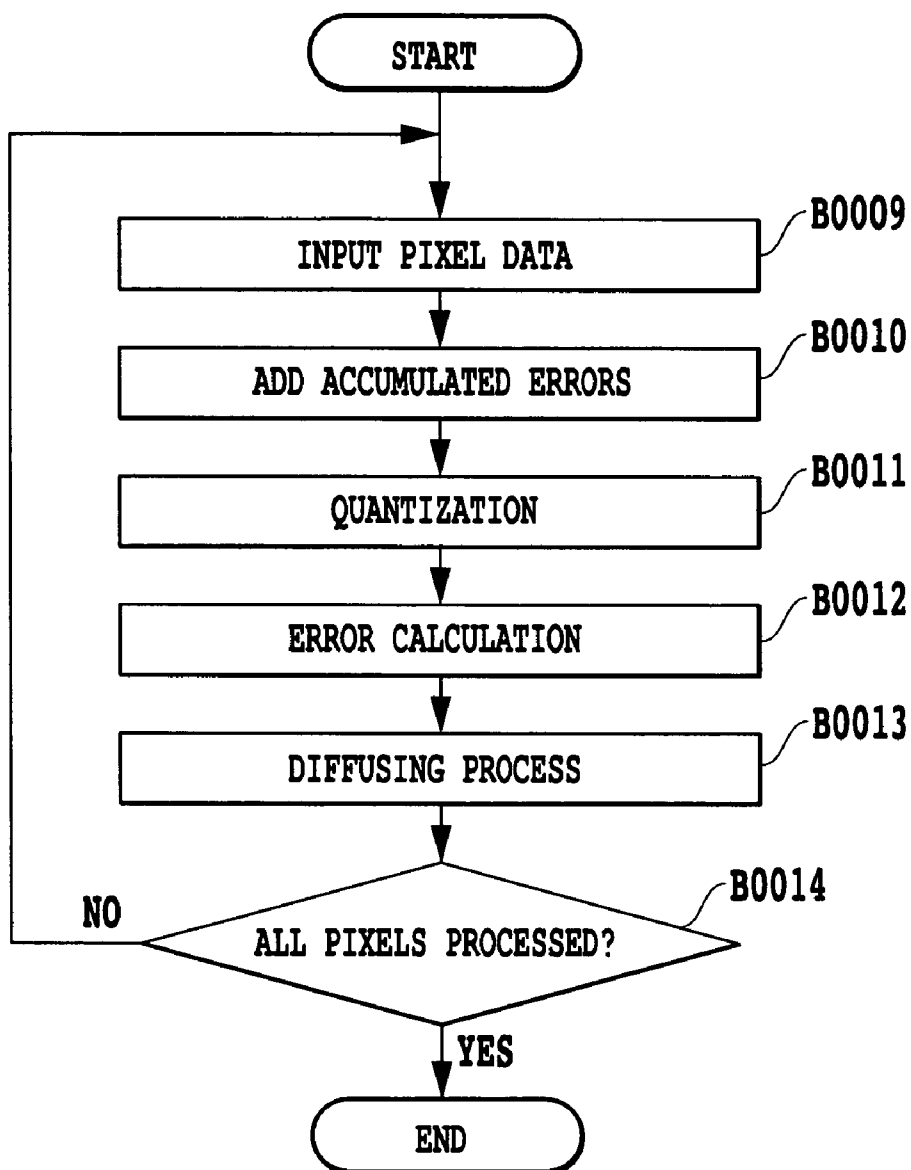 START
B0009
INPUT PIXEL DATA
B0010
ADD ACCUMULATED ERRORS
B0011
QUANTIZATION
B0012
ERROR CALCULATION
B0013
DIFFUSING PROCESS
B0014
NO
ALL PIXELS PROCESSED?
YES
END